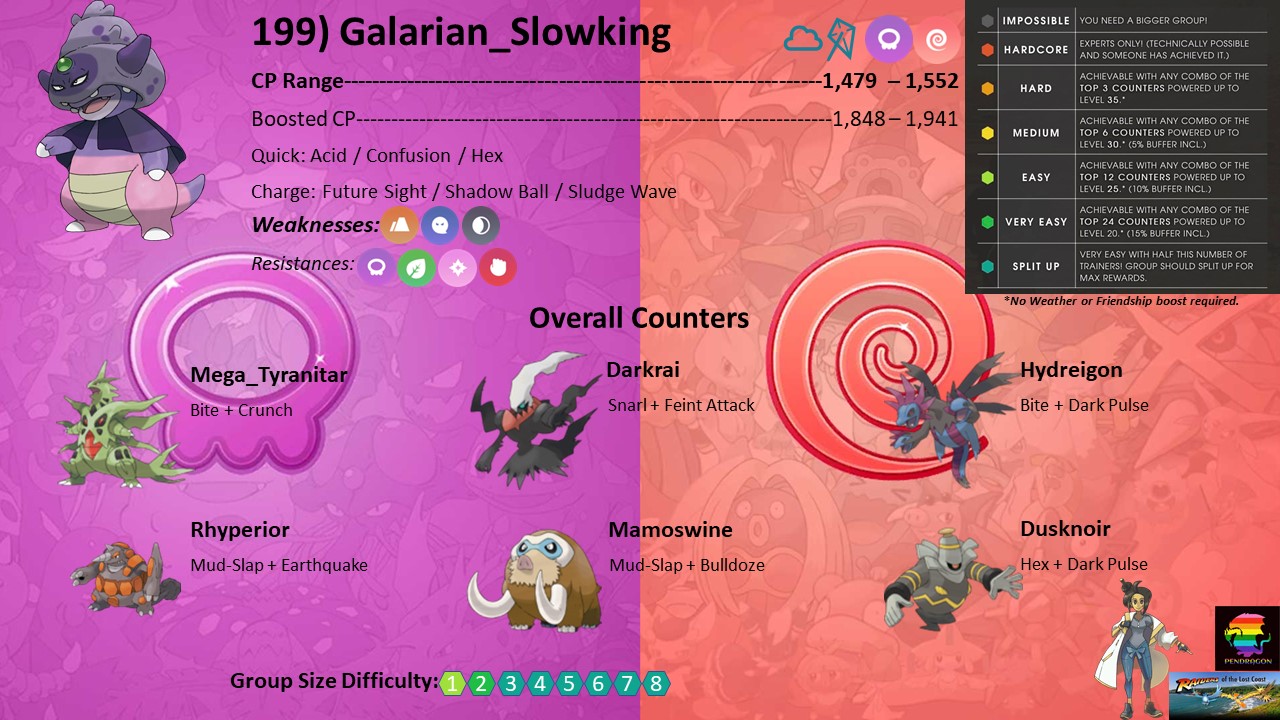 199) Galarian_Slowking
CP Range--------------------------------------------------------------------1,479 – 1,552
Boosted CP--------------------------------------------------------------------1,848 – 1,941
Quick: Acid / Confusion / Hex
Charge: Future Sight / Shadow Ball / Sludge Wave
Weaknesses:
Resistances:
IMPOSSIBLE YOU NEED A BIGGER GROUP!
HARDCORE EXPERTS ONLY! (TECHNICALLY POSSIBLE
AND SOMEONE HAS ACHIEVED IT.)
HARD ACHIEVABLE WITH ANY COMBO OF THE
TOP 3 COUNTERS POWERED UP TO
LEVEL 35.*
MEDIUM ACHIEVABLE WITH ANY COMBO OF THE
TOP 6 COUNTERS POWERED UP TO
LEVEL 30.* (5% BUFFER INCL.)
EASY ACHIEVABLE WITH ANY COMBO OF THE
TOP 12 COUNTERS POWERED UP TO
LEVEL 25.* (10% BUFFER INCL.)
VERY EASY ACHIEVABLE WITH ANY COMBO OF THE
TOP 24 COUNTERS POWERED UP TO
LEVEL 20.* (15% BUFFER INCL.)
SPLIT UP VERY EASY WITH HALF THIS NUMBER OF
TRAINERS! GROUP SHOULD SPLIT UP FOR
MAX REWARDS.
*No Weather or Friendship boost required.
Overall Counters
Mega_Tyranitar
Bite + Crunch
Darkrai
Snarl + Feint Attack
Hydreigon
Bite + Dark Pulse
Rhyperior
Mud-Slap + Earthquake
Mamoswine
Mud-Slap + Bulldoze
Dusknoir
Hex + Dark Pulse
Group Size Difficulty: 1 2 3 4 5 6 7 8
PENDRAGON
RAIDERS of the Lost Coast